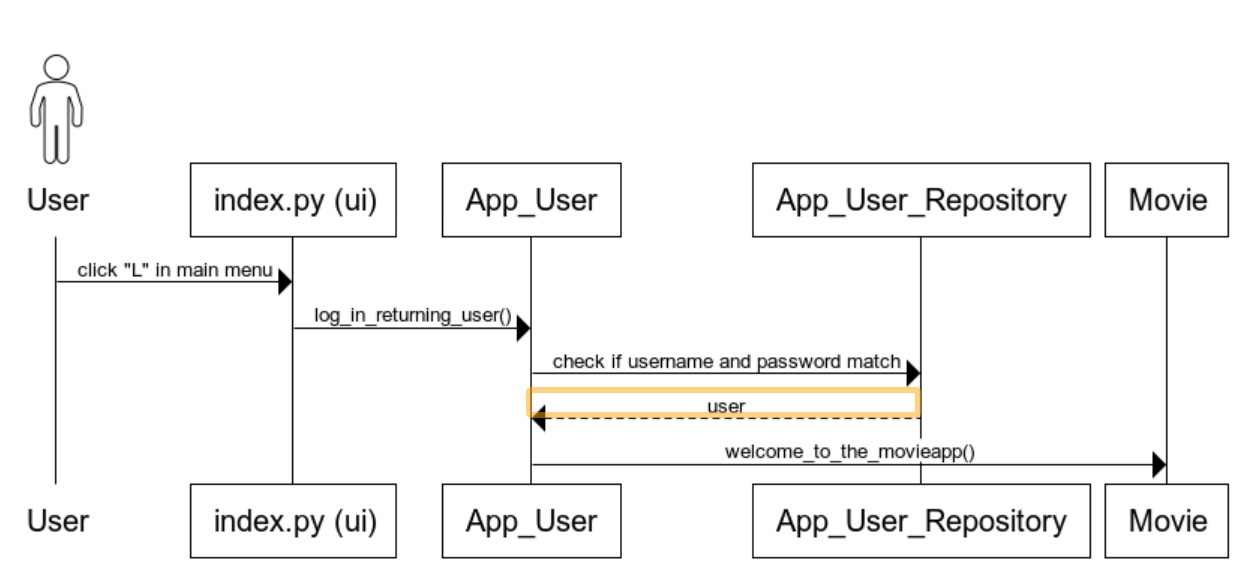 User
index.py (ui)
App_User
App_User_Repository
Movie
click "L" in main menu
log_in_returning_user()
check if username and password match
user
welcome_to_the_movieapp()
User
index.py (ui)
App_User
App_User_Repository
Movie